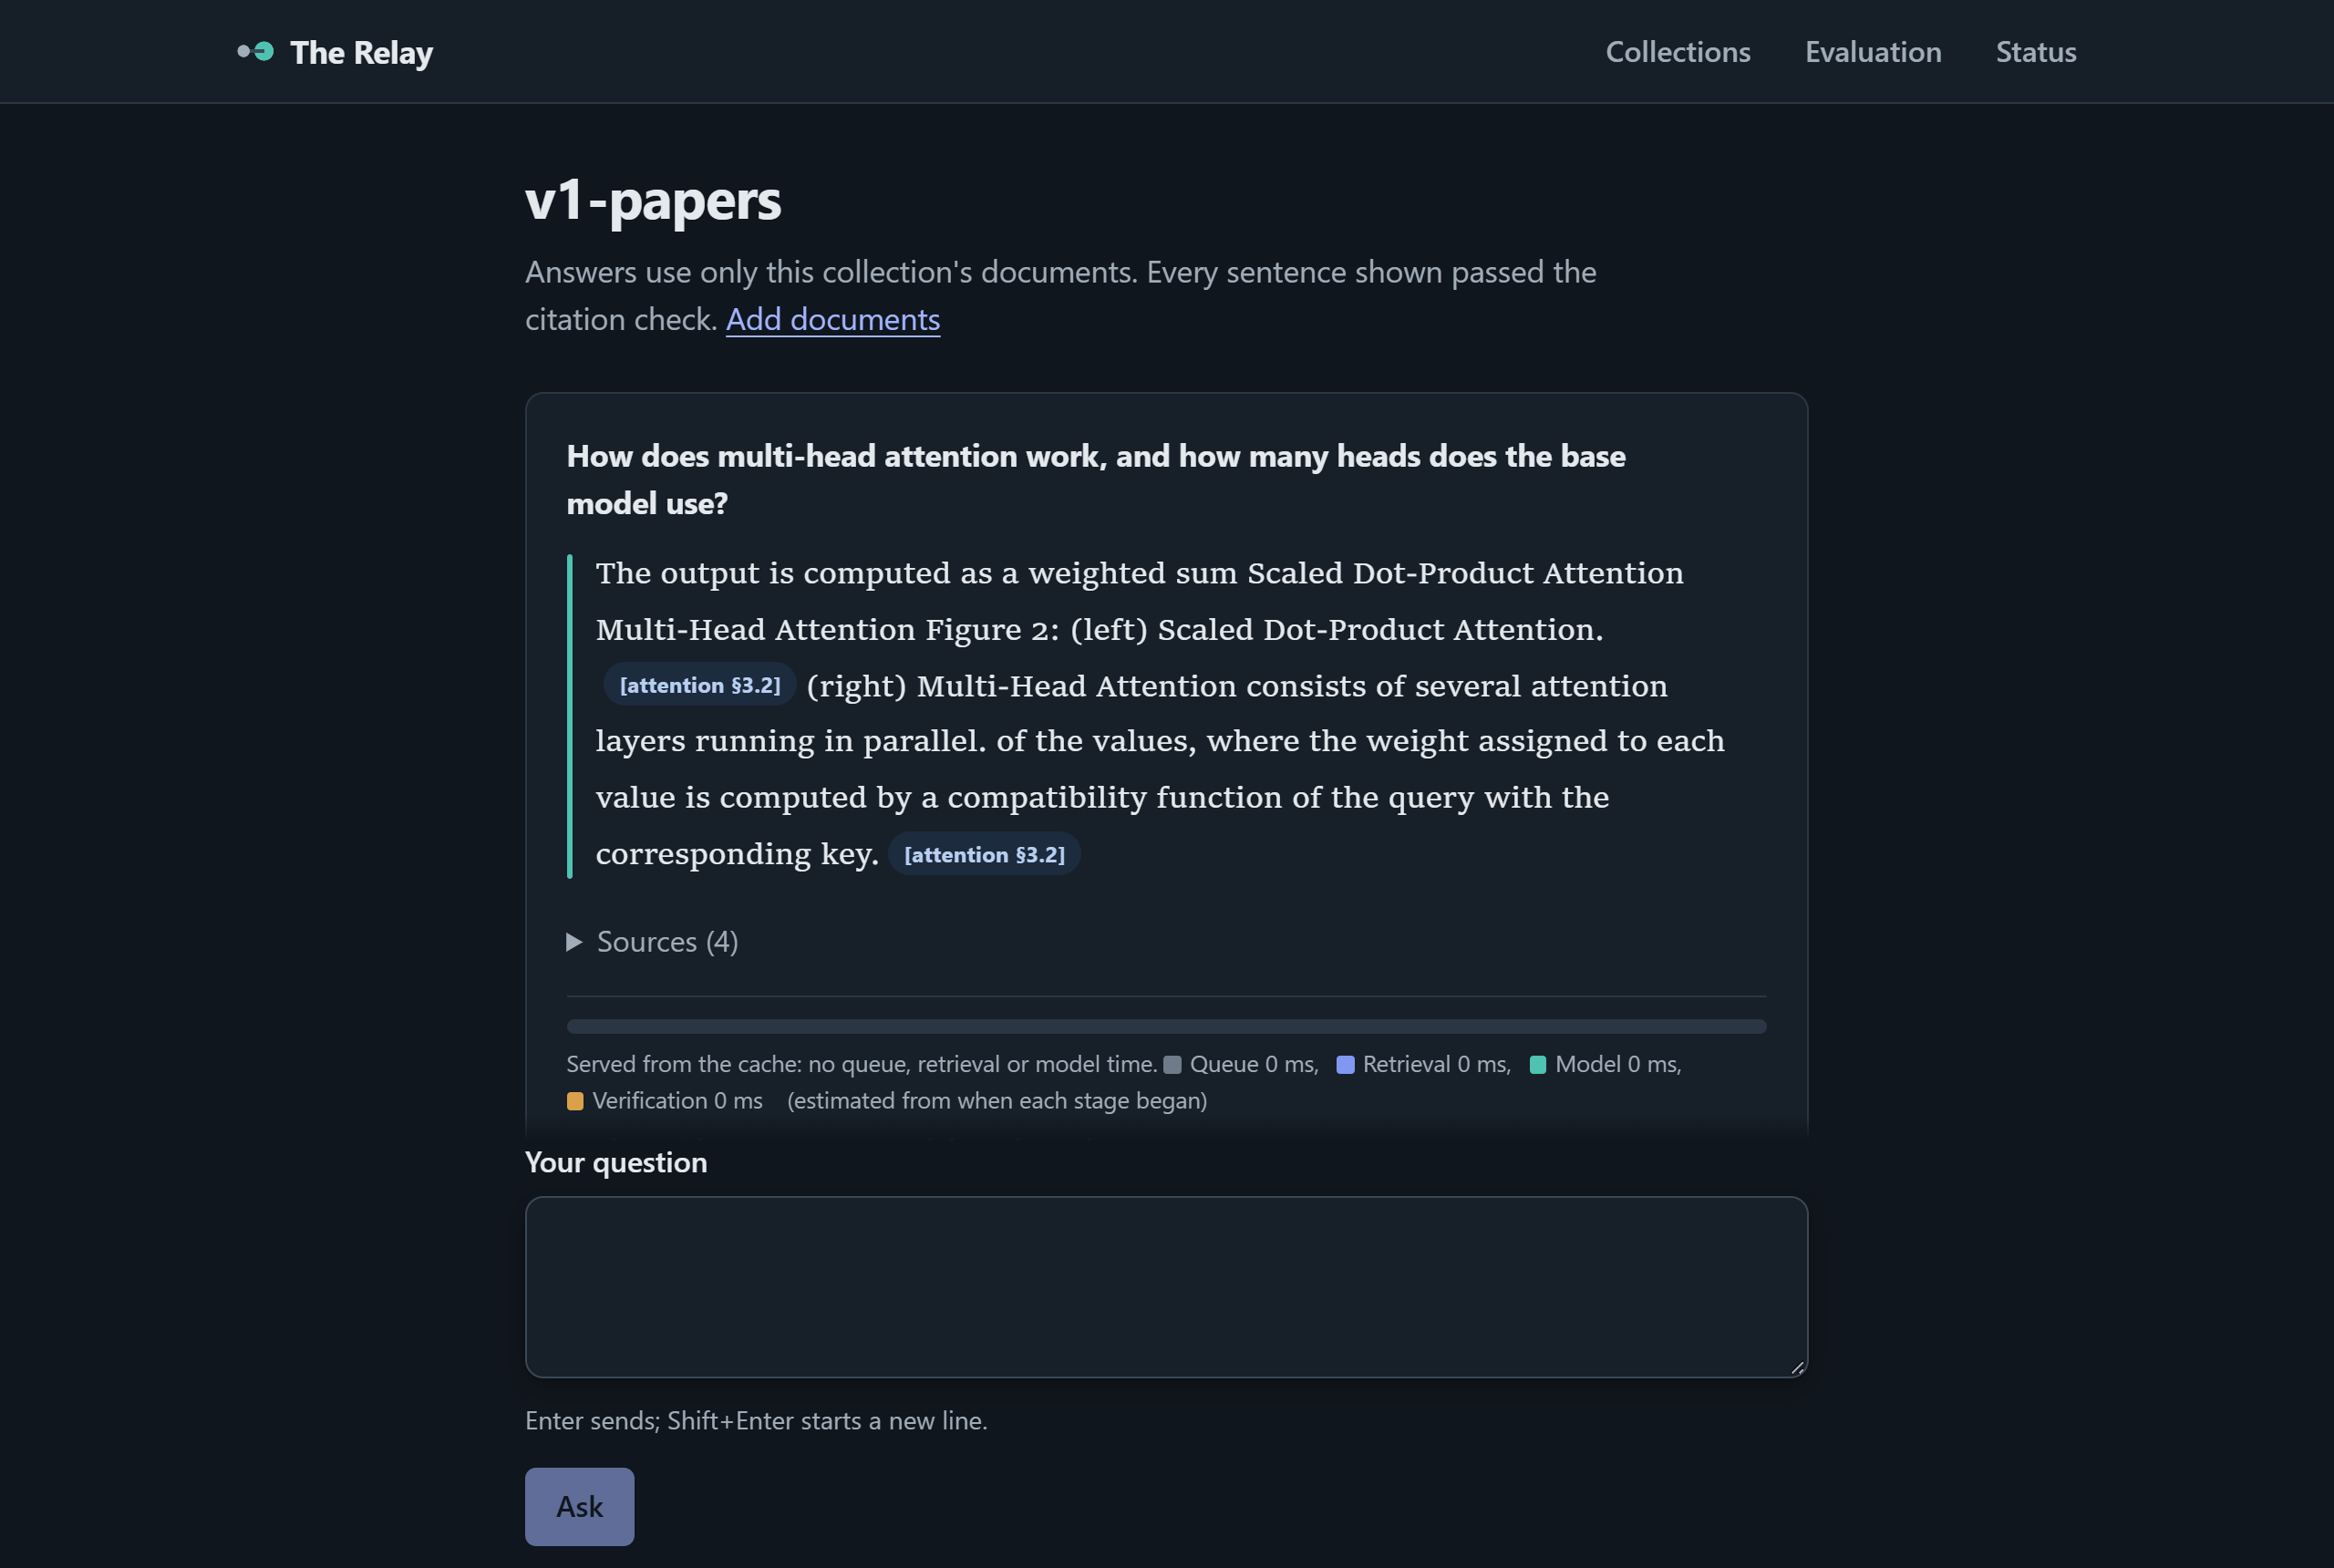 The Relay
Collections Evaluation Status
v1-papers
Answers use only this collection's documents. Every sentence shown passed the
citation check. Add documents
How does multi-head attention work, and how many heads does the base
model use?
The output is computed as a weighted sum Scaled Dot-Product Attention
Multi-Head Attention Figure 2: (left) Scaled Dot-Product Attention.
[attention §3.2] (right) Multi-Head Attention consists of several attention
layers running in parallel. of the values, where the weight assigned to each
value is computed by a compatibility function of the query with the
corresponding key. [attention §3.2]
Sources (4)
Served from the cache: no queue, retrieval or model time. Queue 0 ms, Retrieval 0 ms, Model 0 ms,
Verification 0 ms (estimated from when each stage began)
Your question
Enter sends; Shift+Enter starts a new line.
Ask